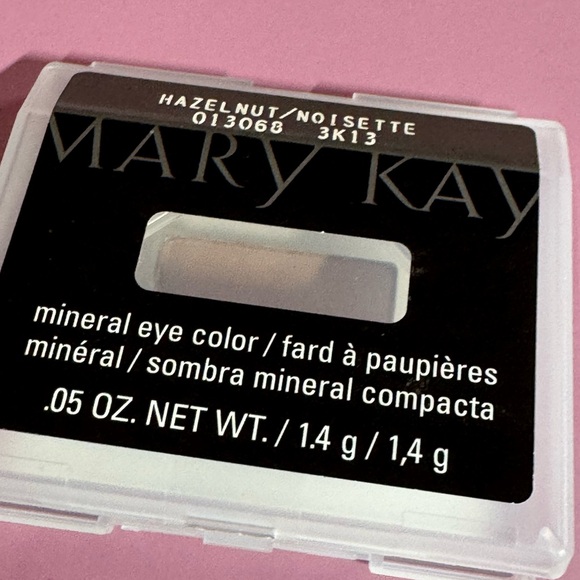 HAZELNUT/NOISETTE
013068 3K13
MARY KAY
mineral eye color / fard à paupières
minéral / sombra mineral compacta
.05 OZ. NET WT. / 1.4 g / 1,4 g